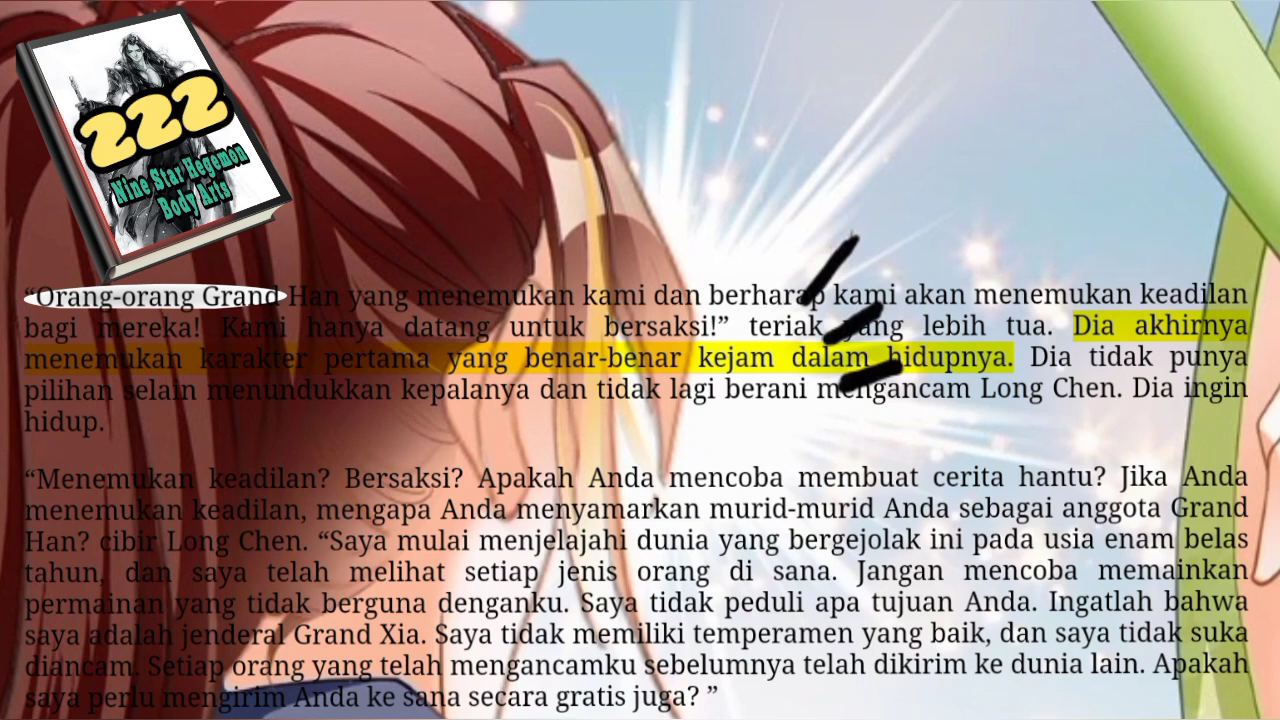 222
Nine Star Hegemon
Body Arts
“Orang-orang Grand Han yang menemukan kami dan berharap kami akan menemukan keadilan
bagi mereka! Kami hanya datang untuk bersaksi!” teriak yang lebih tua. Dia akhirnya
menemukan karakter pertama yang benar-benar kejam dalam hidupnya. Dia tidak punya
pilihan selain menundukkan kepalanya dan tidak lagi berani mengancam Long Chen. Dia ingin
hidup.
“Menemukan keadilan? Bersaksi? Apakah Anda mencoba membuat cerita hantu? Jika Anda
menemukan keadilan, mengapa Anda menyamarkan murid-murid Anda sebagai anggota Grand
Han? cibir Long Chen. “Saya mulai menjelajahi dunia yang bergejolak ini pada usia enam belas
tahun, dan saya telah melihat setiap jenis orang di sana. Jangan mencoba memainkan
permainan yang tidak berguna denganku. Saya tidak peduli apa tujuan Anda. Ingatlah bahwa
saya adalah jenderal Grand Xia. Saya tidak memiliki temperamen yang baik, dan saya tidak suka
diancam. Setiap orang yang telah mengancamku sebelumnya telah dikirim ke dunia lain. Apakah
saya perlu mengirim Anda ke sana secara gratis juga? ”